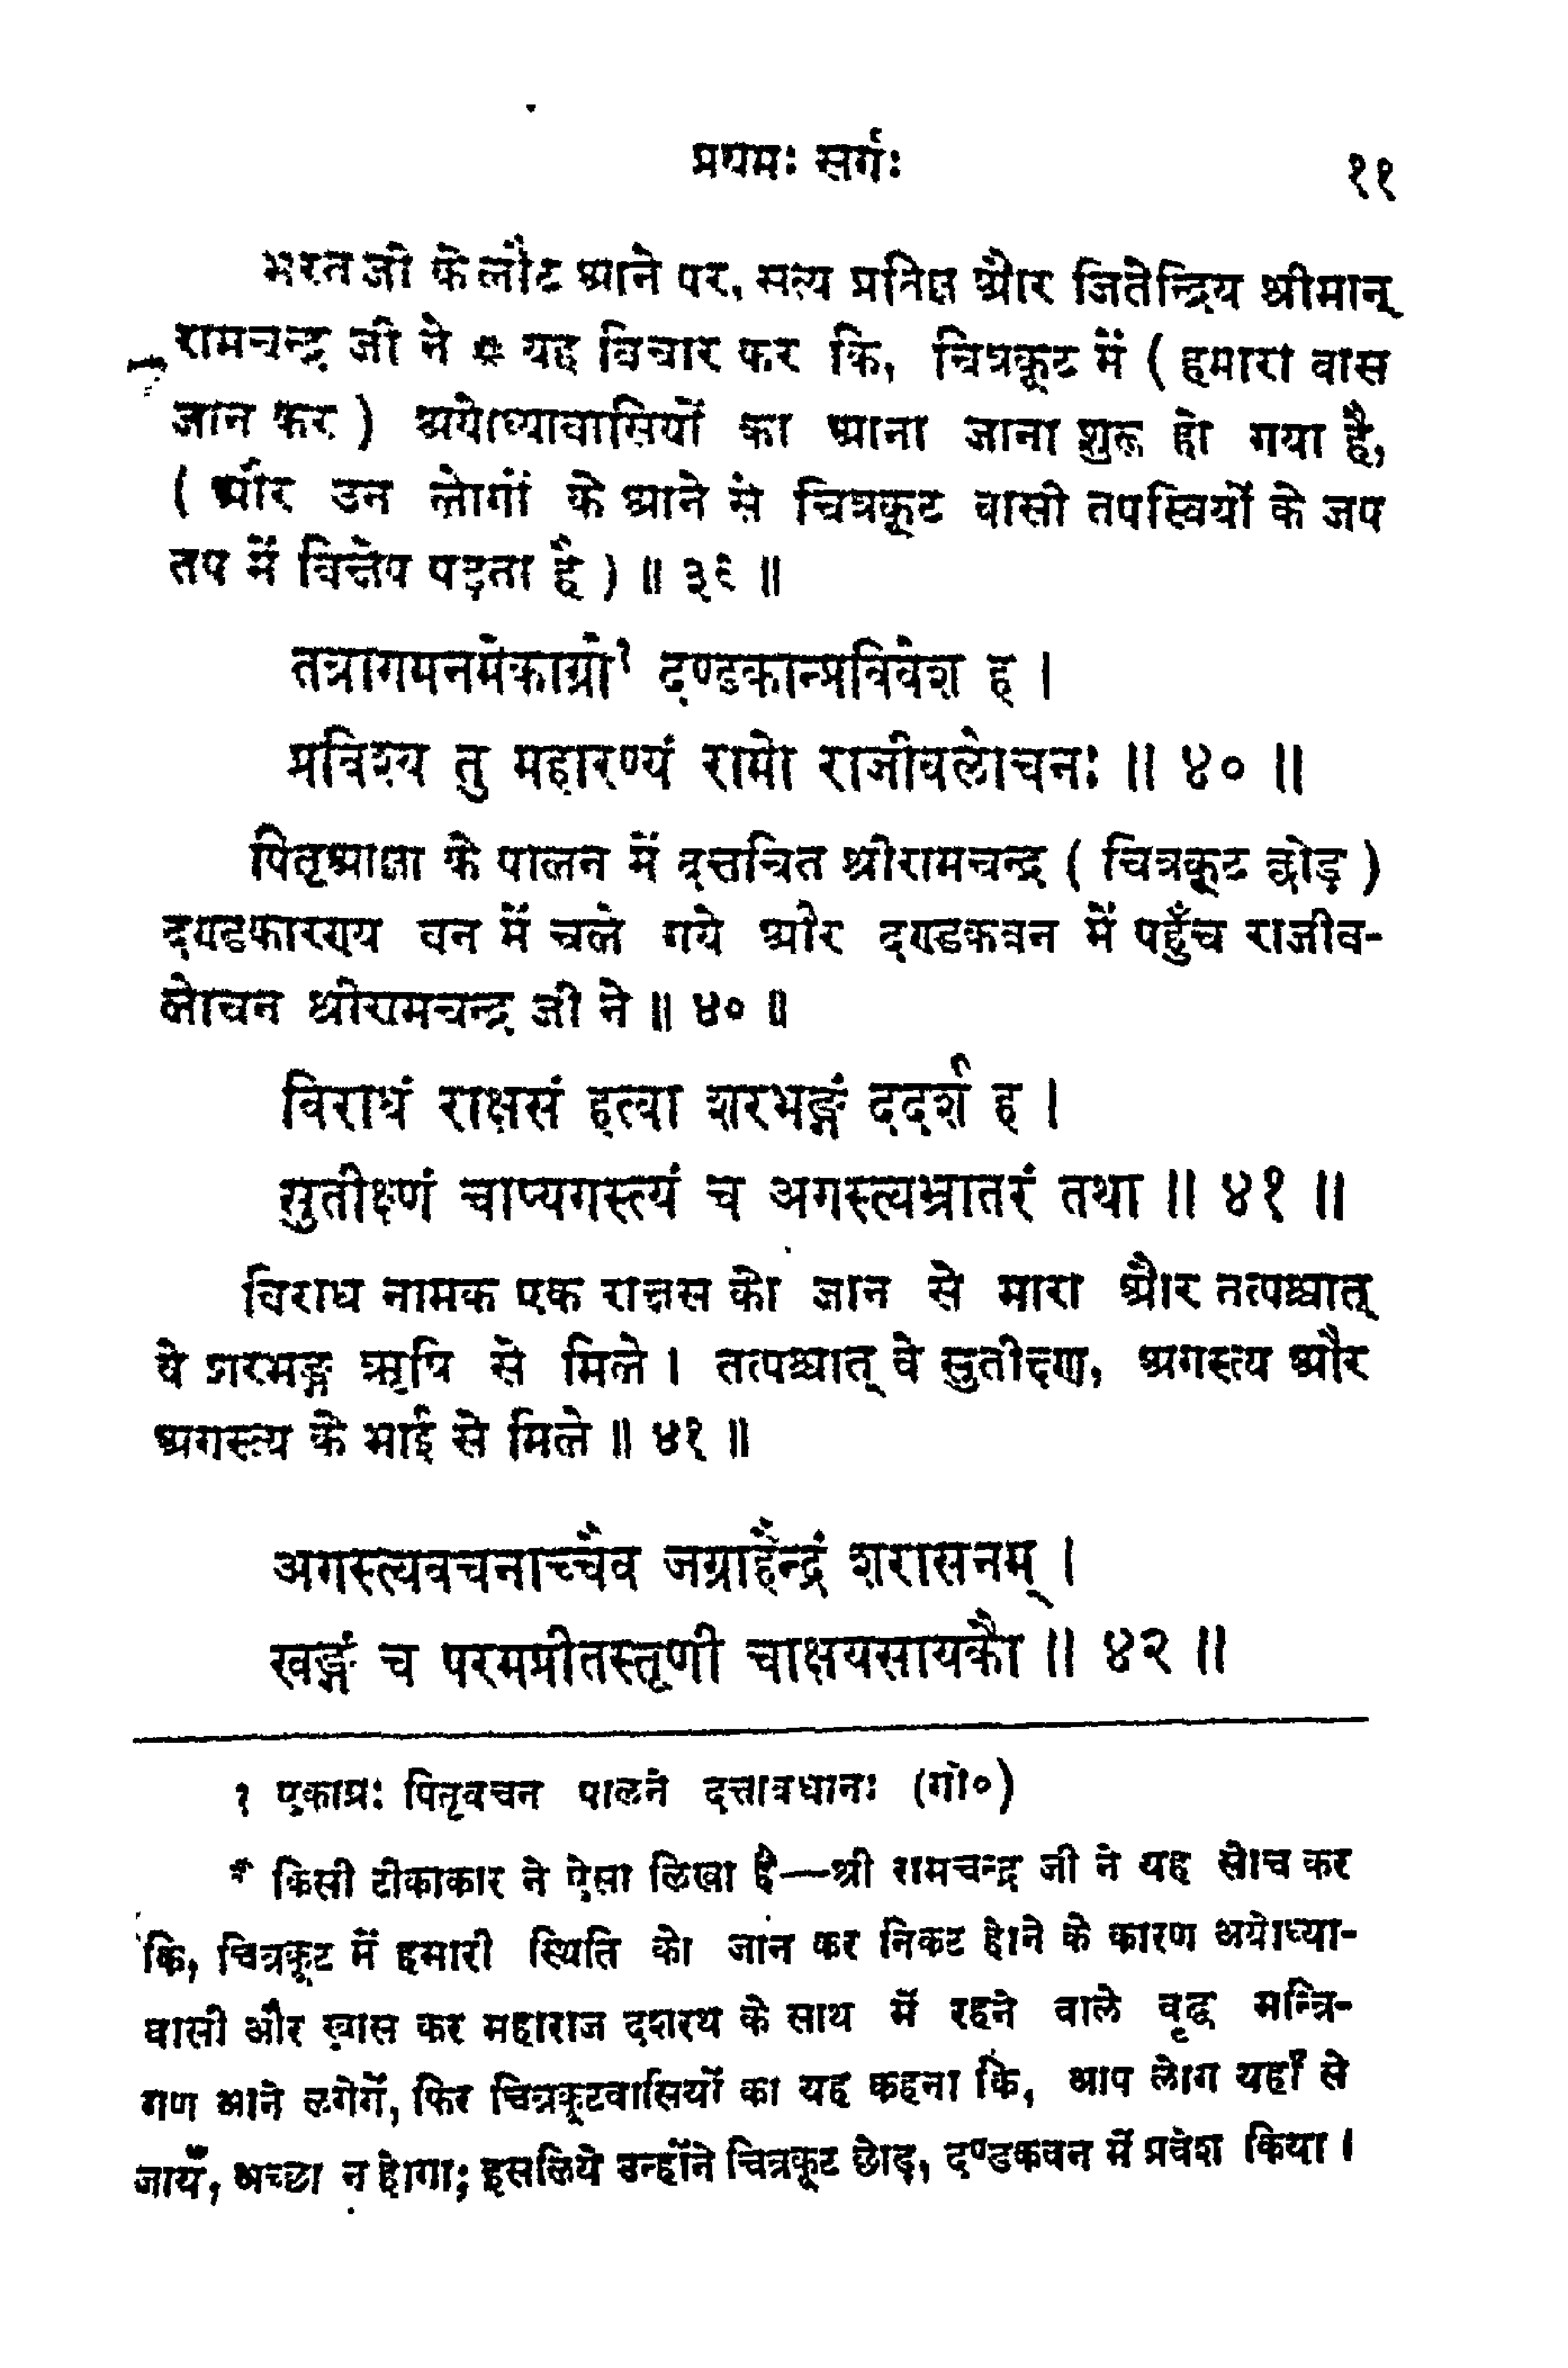 प्रथमः सर्गः ११
भरत जी के लौट आने पर, सत्य प्रतिज्ञ और जितेन्द्रिय श्रीमान्
रामचन्द्र जी ने * यह विचार कर कि, चित्रकूट में ( हमारा वास
जान कर ) अयोध्यावासियों का आना जाना शुरू हो गया है,
( और उन लोगों के आने से चित्रकूट वासी तपस्वियों के जप
तप में विक्षेप पड़ता है ) ॥ ३९ ॥
तत्रागमनमेकाग्रो१ दण्डकान्प्रविवेश ह ।
प्रविश्य तु महारण्यं रामो राजीवलोचनः ॥ ४० ॥
पितृआज्ञा के पालन में दत्तचित श्रीरामचन्द्र ( चित्रकूट छोड़ )
दण्डकारण्य वन में चले गये और दण्डकवन में पहुँच राजीव-
लोचन श्रीरामचन्द्र जी ने ॥ ४० ॥
विराधं राक्षसं हत्वा शरभङ्गं ददर्श ह ।
सुतीक्ष्णं चाप्यगस्त्यं च अगस्त्यभ्रातरं तथा ॥ ४१ ॥
विराध नामक एक राक्षस को जान से मारा और तत्पश्चात्
वे शरभङ्ग ऋषि से मिले । तत्पश्चात् वे सुतीक्ष्ण, अगस्त्य और
अगस्त्य के भाई से मिले ॥ ४१ ॥
अगस्त्यवचनाच्चैव जग्राहैन्द्रं शरासनम् ।
खङ्गं च परमप्रीतस्तूणी चाक्षयसायकौ ॥ ४२ ॥
१ एकाग्रः पितृवचन पालने दत्तावधानः (गो०)
* किसी टीकाकार ने ऐसा लिखा है—श्री रामचन्द्र जी ने यह सोच कर
कि, चित्रकूट में हमारी स्थिति को जान कर निकट होने के कारण अयोध्या-
वासी और खास कर महाराज दशरथ के साथ में रहने वाले वृद्ध मन्त्रि-
गण आने लगेगें, फिर चित्रकूटवासियों का यह कहना कि, आप लोग यहाँ से
जायँ, अच्छा न होगा; इसलिये उन्होंने चित्रकूट छोड़, दण्डकवन में प्रवेश किया ।